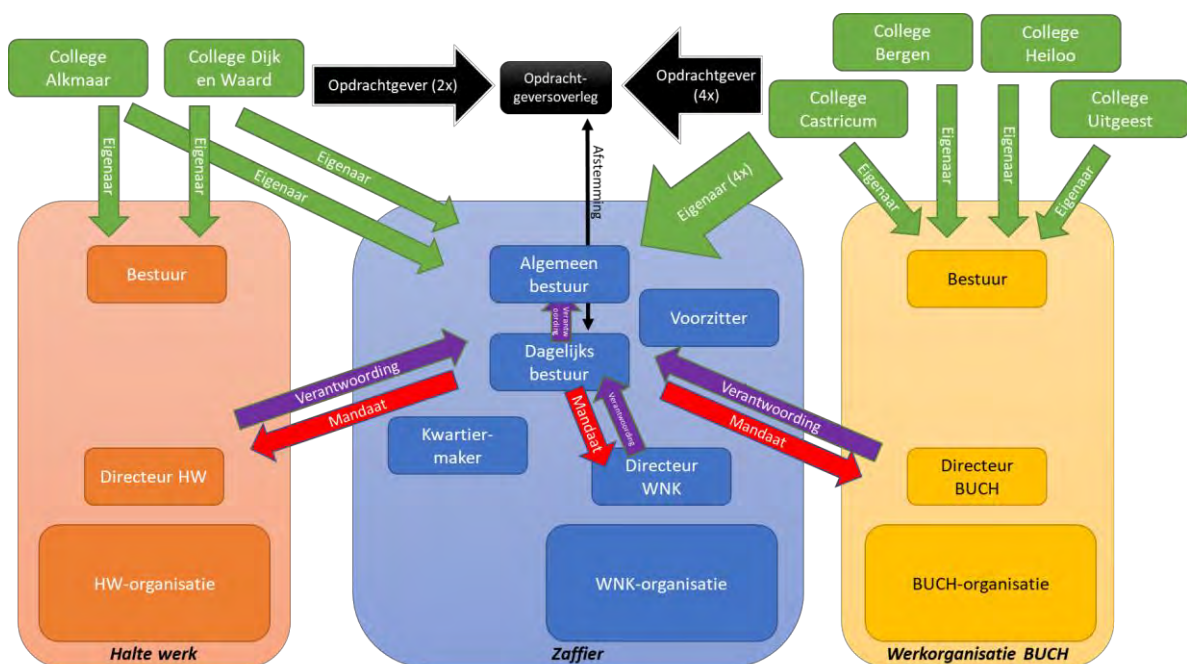 College
Alkmaar
College Dijk
en Waard
Opdrachtgever (2x)
Opdracht-
geversoverleg
Opdrachtgever
(4x)
College
Bergen
College
Heiloo
College
Castricum
College
Uitgeest
Eigenaar
Eigenaar
Eigenaar
Eigenaar
Afstemming
Eigenaar (4x)
Eigenaar
Eigenaar
Eigenaar
Eigenaar
Bestuur
Algemeen
bestuur
Bestuur
Voorzitter
Verantw
oording
Dagelijks
bestuur
Verantwoording
Mandaat
Mandaat
Verantwoording
Verantwoording
Mandaat
Kwartier-
maker
Directeur HW
Directeur
WNK
Directeur
BUCH
HW-organisatie
WNK-organisatie
BUCH-organisatie
Halte werk
Zaffier
Werkorganisatie BUCH